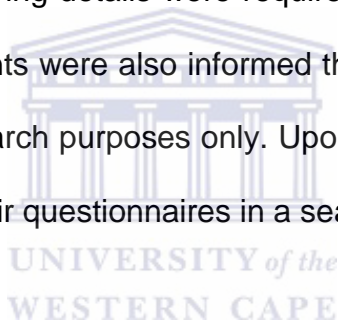 ing details were require
nts were also informed th
arch purposes only. Upo
ir questionnaires in a sea
UNIVERSITY of the
WESTERN CAPE